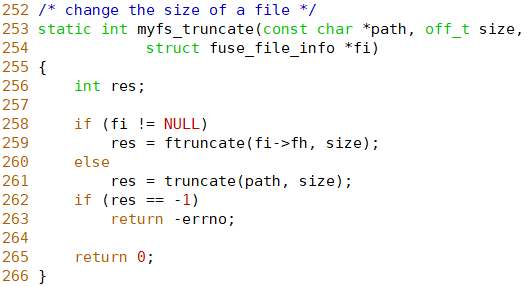 252 /* change the size of a file */
253 static int myfs_truncate(const char *path, off_t size,
254             struct fuse_file_info *fi)
255 {
256     int res;
257
258     if (fi != NULL)
259         res = ftruncate(fi->fh, size);
260     else
261         res = truncate(path, size);
262     if (res == -1)
263         return -errno;
264
265     return 0;
266 }